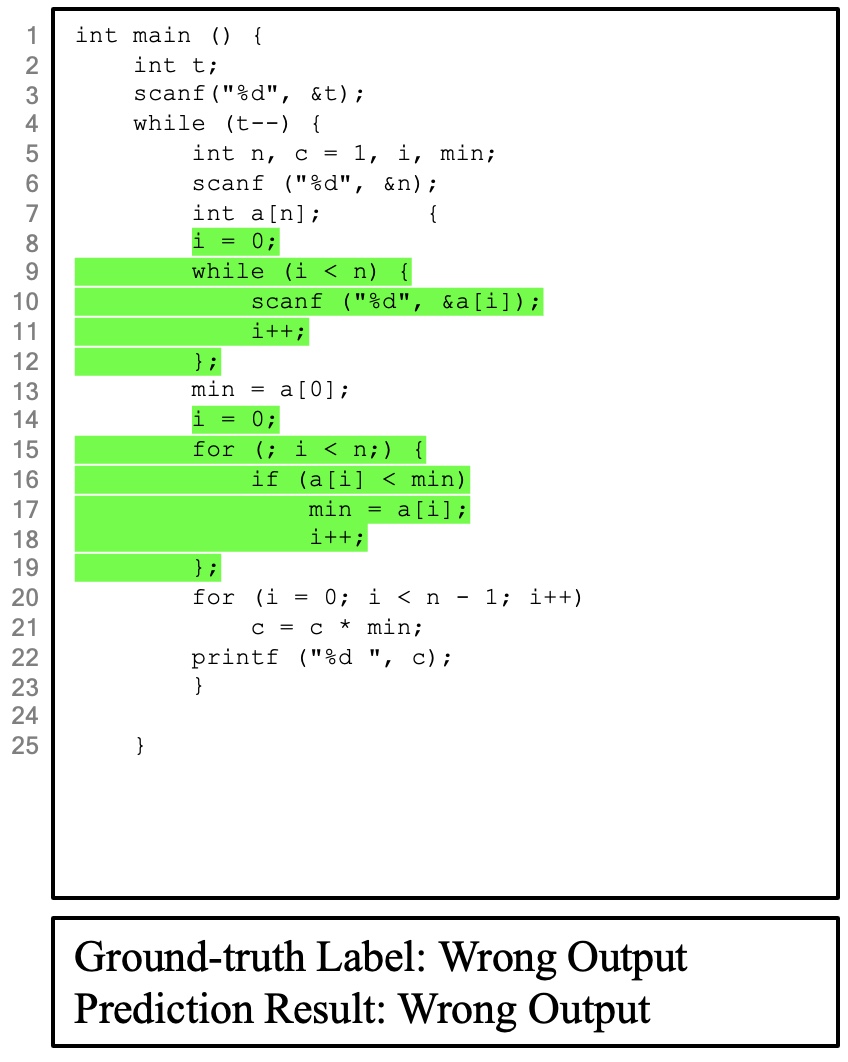 1 int main () {
2 int t;
3 scanf("%d", &t);
4 while (t--) {
5 int n, c = 1, i, min;
6 scanf ("%d", &n);
7 int a[n]; {
8 i = 0;
9 while (i < n) {
10 scanf ("%d", &a[i]);
11 i++;
12 };
13 min = a[0];
14 i = 0;
15 for (; i < n;) {
16 if (a[i] < min)
17 min = a[i];
18 i++;
19 };
20 for (i = 0; i < n - 1; i++)
21 c = c * min;
22 printf ("%d ", c);
23 }
24
25 }
Ground-truth Label: Wrong Output
Prediction Result: Wrong Output